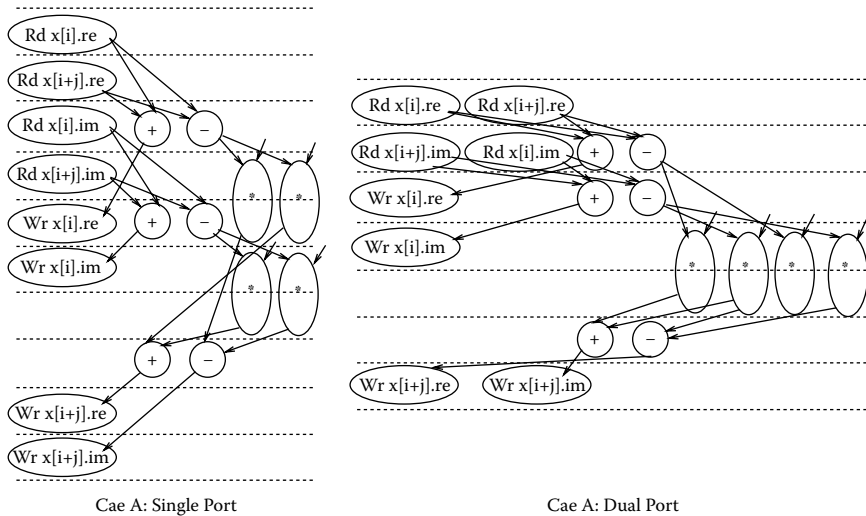 Rd x[i].re
Rd x[i+j].re
Rd x[i].im
+
−
Rd x[i+j].im
*
*
Wr x[i].re
+
−
Wr x[i].im
*
*
+
−
Wr x[i+j].re
Wr x[i+j].im
Cae A: Single Port
Rd x[i].re
Rd x[i+j].re
Rd x[i+j].im
Rd x[i].im
+
−
Wr x[i].re
+
−
Wr x[i].im
*
*
*
*
+
−
Wr x[i+j].re
Wr x[i+j].im
Cae A: Dual Port